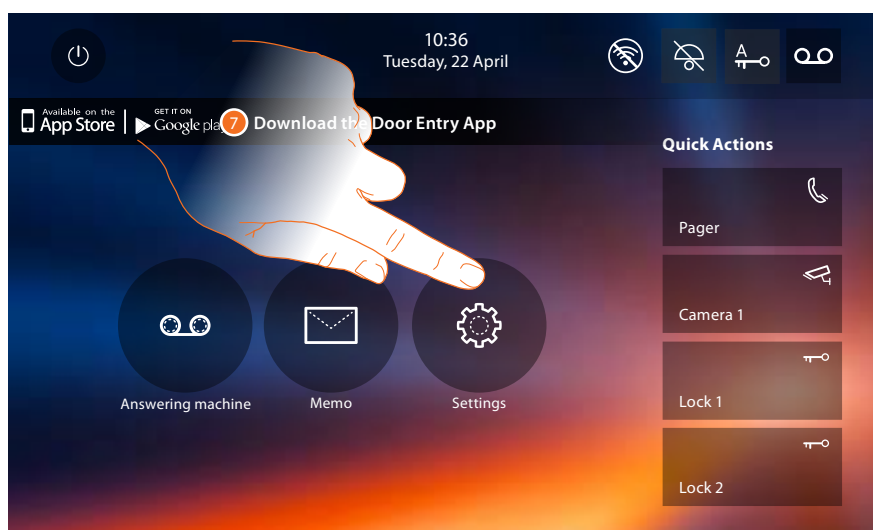 10:36
Tuesday, 22 April
A
Available on the
App Store
GET IT ON
Google pla
7
Download the Door Entry App
Quick Actions
Pager
Camera 1
Lock 1
Lock 2
Answering machine
Memo
Settings